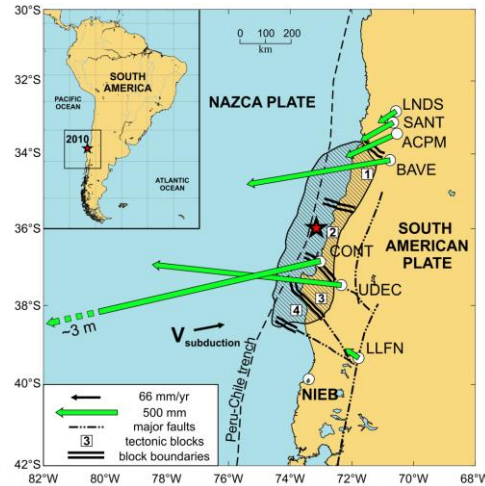 30°S
32°S
34°S
36°S
38°S
40°S
42°S
82°W
80°W
78°W
76°W
74°W
72°W
70°W
SOUTH
AMERICA
PACIFIC
OCEAN
2010
ATLANTIC
OCEAN
0 100 200
km
NAZCA PLATE
LNDS
SANT
ACPM
BAVE
1
2
CONT
SOUTH
AMERICAN
PLATE
UDEC
3
4
~3 m
V subduction
LLFN
NIEB
Peru-Chile trench
66 mm/yr
500 mm
major faults
3 tectonic blocks
block boundaries